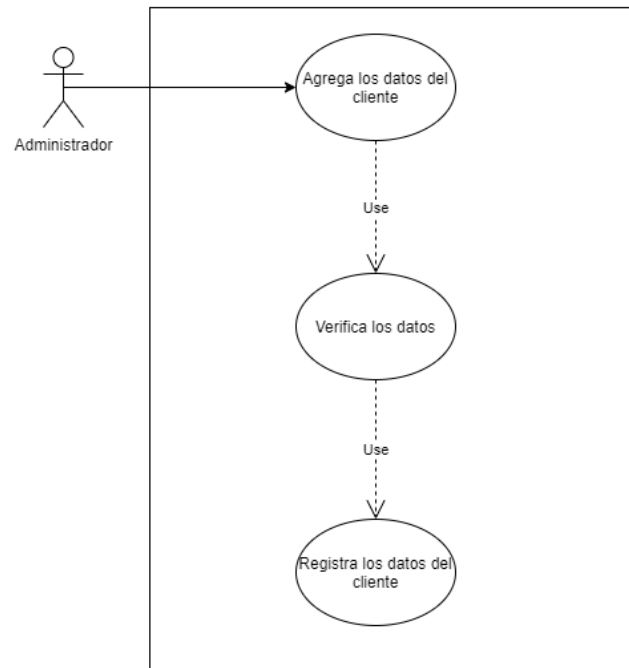 Agrega los datos del
cliente
Administrador
Use
Verifica los datos
Use
Registra los datos del
cliente